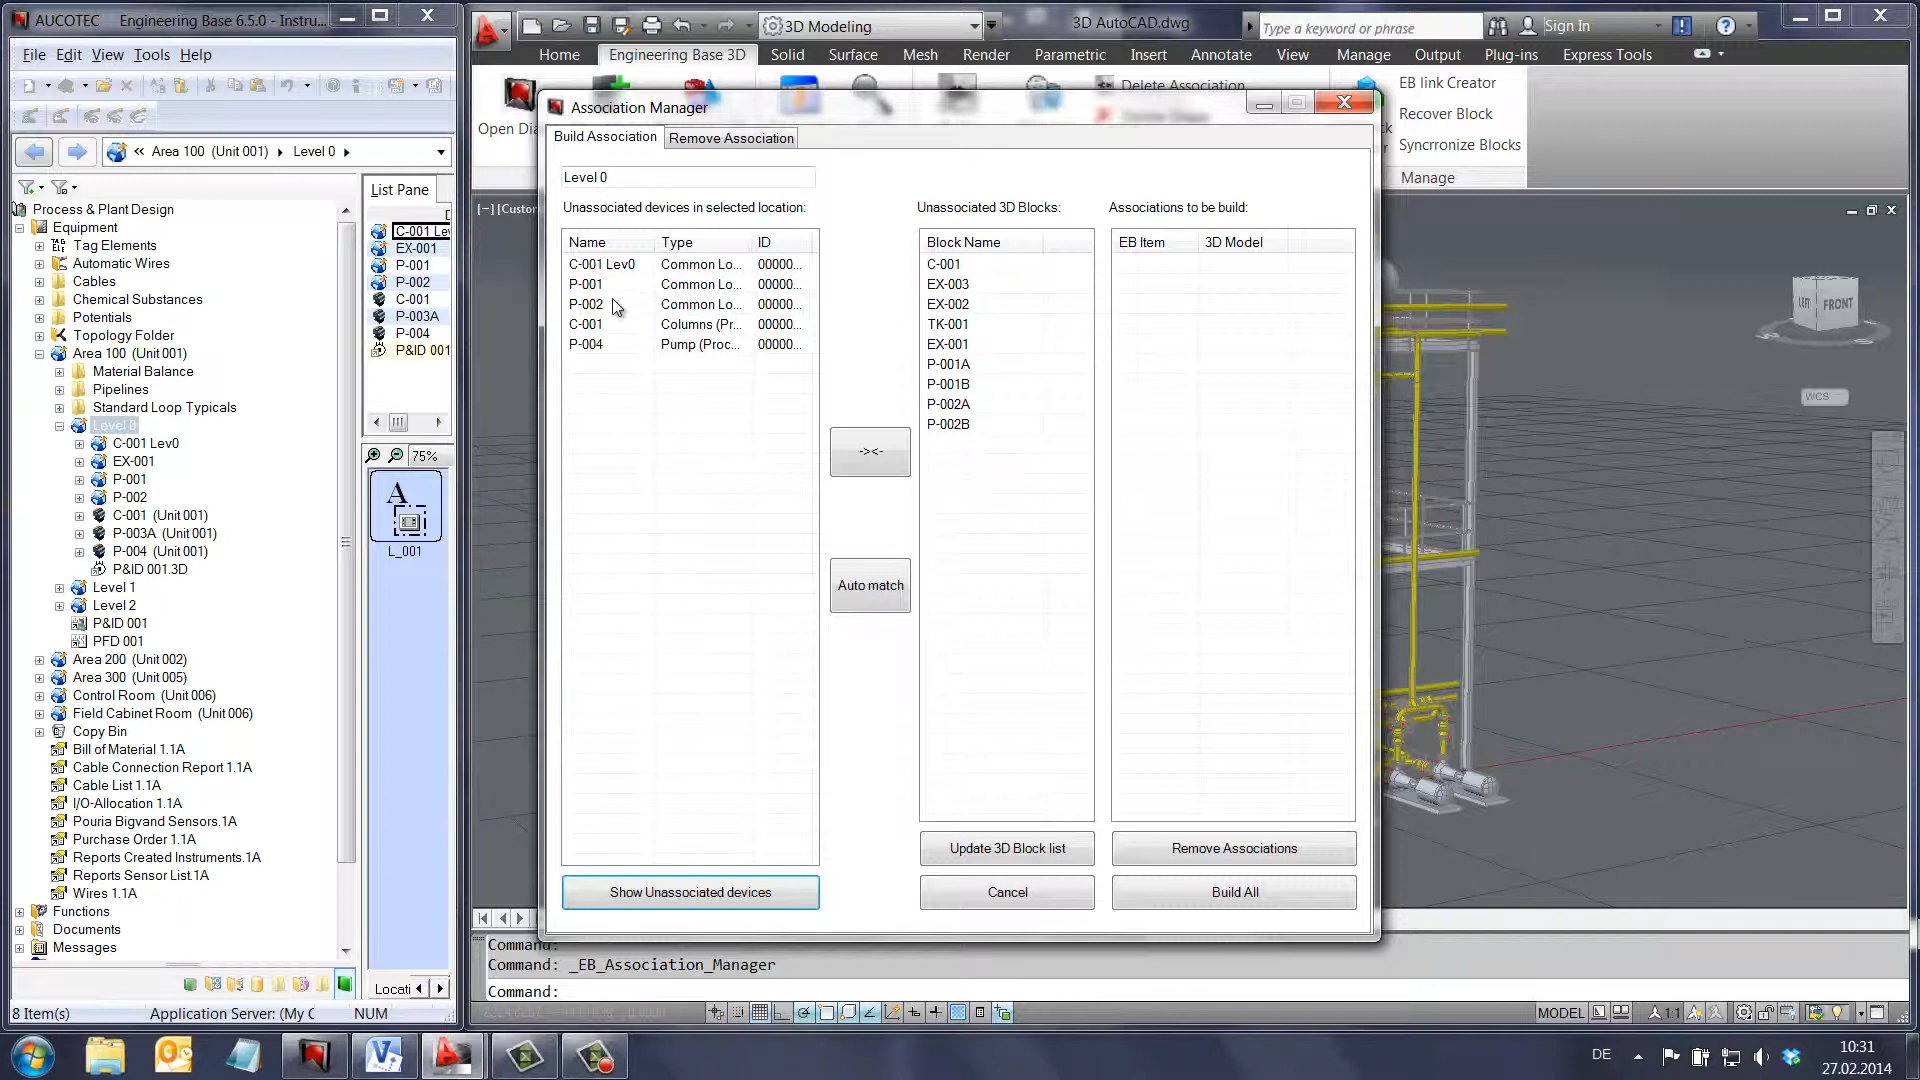 AUCOTEC Engineering Base 6.5.0 - Instru...
File Edit View Tools Help
« Area 100 (Unit 001) Level 0
Process & Plant Design
Equipment
Tag Elements
Automatic Wires
Cables
Chemical Substances
Potentials
Topology Folder
Area 100 (Unit 001)
Material Balance
Pipelines
Standard Loop Typicals
Level 0
C-001 Lev0
EX-001
P-001
P-002
C-001 (Unit 001)
P-003A (Unit 001)
P-004 (Unit 001)
P&ID 001.3D
Level 1
Level 2
P&ID 001
PFD 001
Area 200 (Unit 002)
Area 300 (Unit 005)
Control Room (Unit 006)
Field Cabinet Room (Unit 006)
Copy Bin
Bill of Material 1.1A
Cable Connection Report 1.1A
Cable List 1.1A
I/O-Allocation 1.1A
Pouria Bigvand Sensors.1A
Purchase Order 1.1A
Reports Created Instruments.1A
Reports Sensor List.1A
Wires 1.1A
Functions
Documents
Messages
8 Item(s) Application Server: (My C NUM
List Pane
C-001 Lev
EX-001
P-001
P-002
C-001
P-003A
P-004
P&ID 001
75%
A
L_001
Locati
3D Modeling
3D AutoCAD.dwg
Type a keyword or phrase
Sign In
Home Engineering Base 3D Solid Surface Mesh Render Parametric Insert Annotate View Manage Output Plug-ins Express Tools
Open Dia
Delete Association
EB link Creator
Recover Block
Syncrronize Blocks
Manage
[−][Custo
Association Manager
Build Association Remove Association
Level 0
Unassociated devices in selected location:
Name Type ID
C-001 Lev0 Common Lo... 00000...
P-001 Common Lo... 00000...
P-002 Common Lo... 00000...
C-001 Columns (Pr... 00000...
P-004 Pump (Proc... 00000...
-><-
Auto match
Unassociated 3D Blocks:
Block Name
C-001
EX-003
EX-002
TK-001
EX-001
P-001A
P-001B
P-002A
P-002B
Associations to be build:
EB Item 3D Model
Update 3D Block list Remove Associations
Show Unassociated devices Cancel Build All
LEFT FRONT
WCS
Command:
Command: _EB_Association_Manager
Command:
MODEL 1:1
DE
10:31
27.02.2014